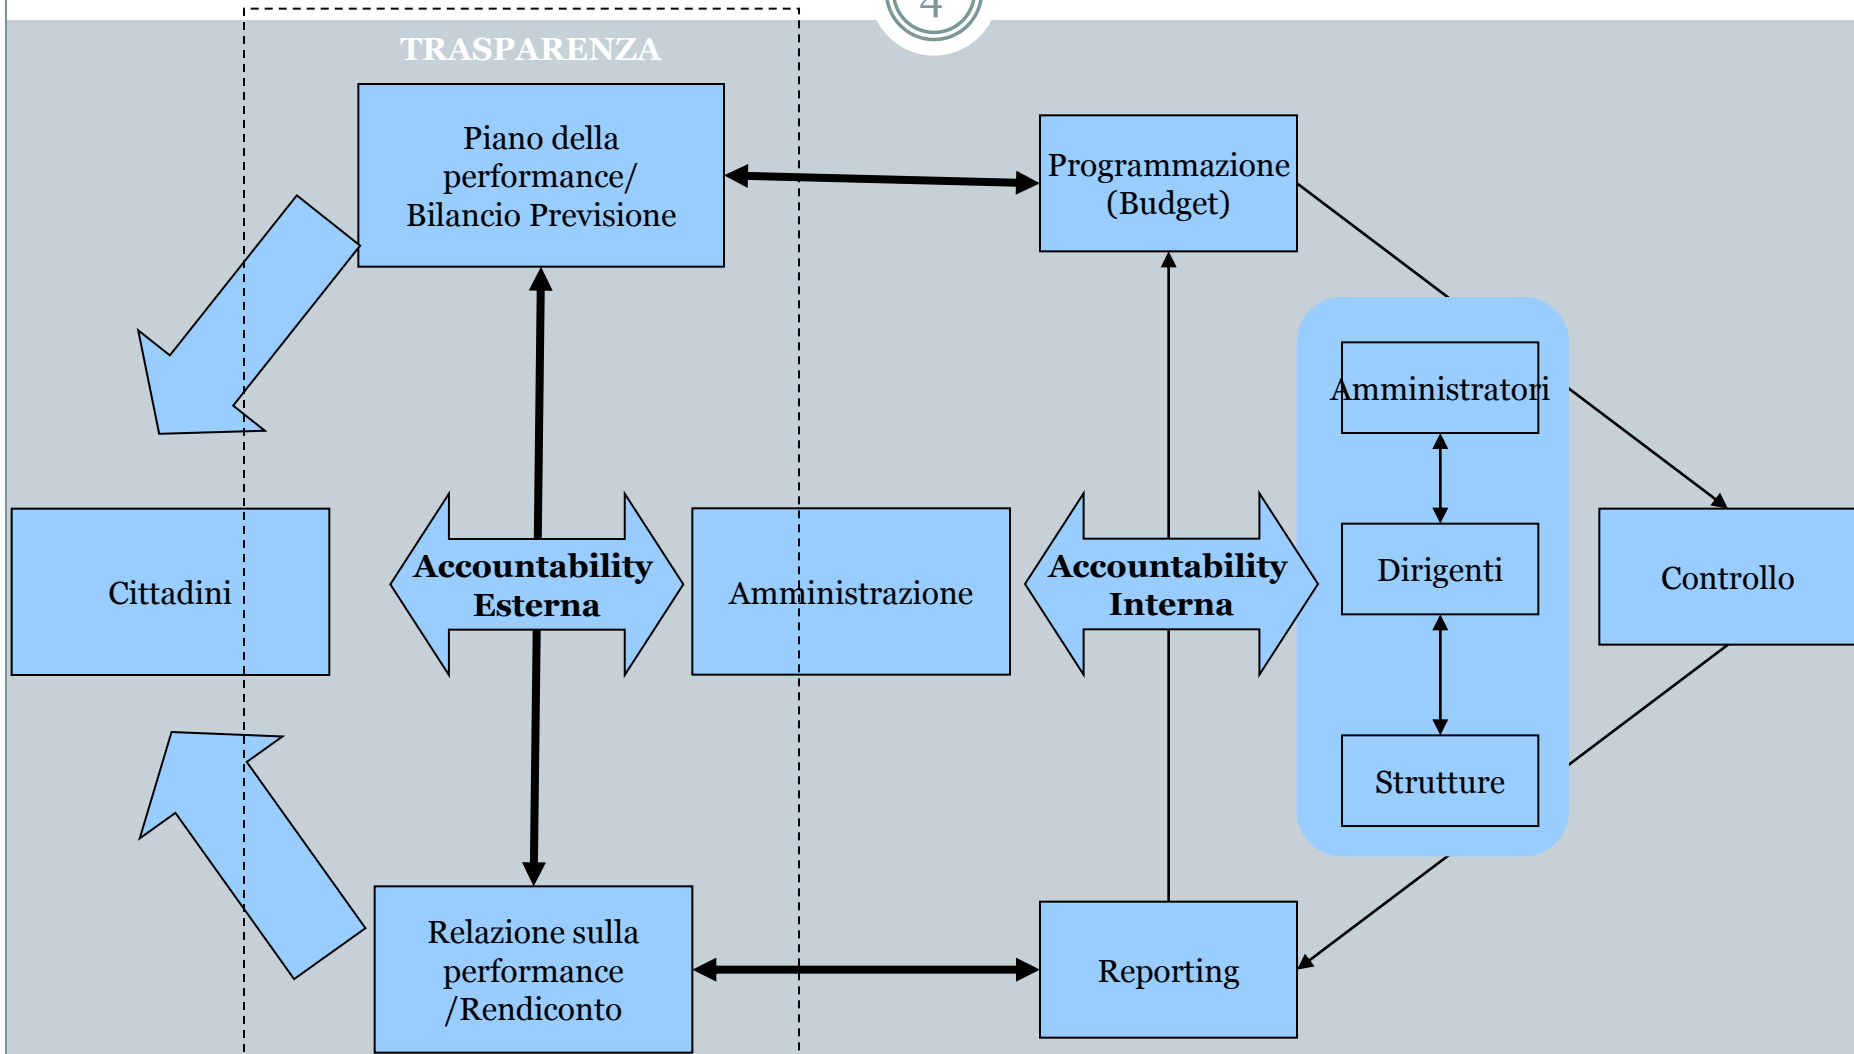 4
TRASPARENZA
Piano della
performance/
Bilancio Previsione
Programmazione
(Budget)
Amministratori
Cittadini
Accountability
Esterna
Amministrazione
Accountability
Interna
Dirigenti
Controllo
Strutture
Relazione sulla
performance
/Rendiconto
Reporting